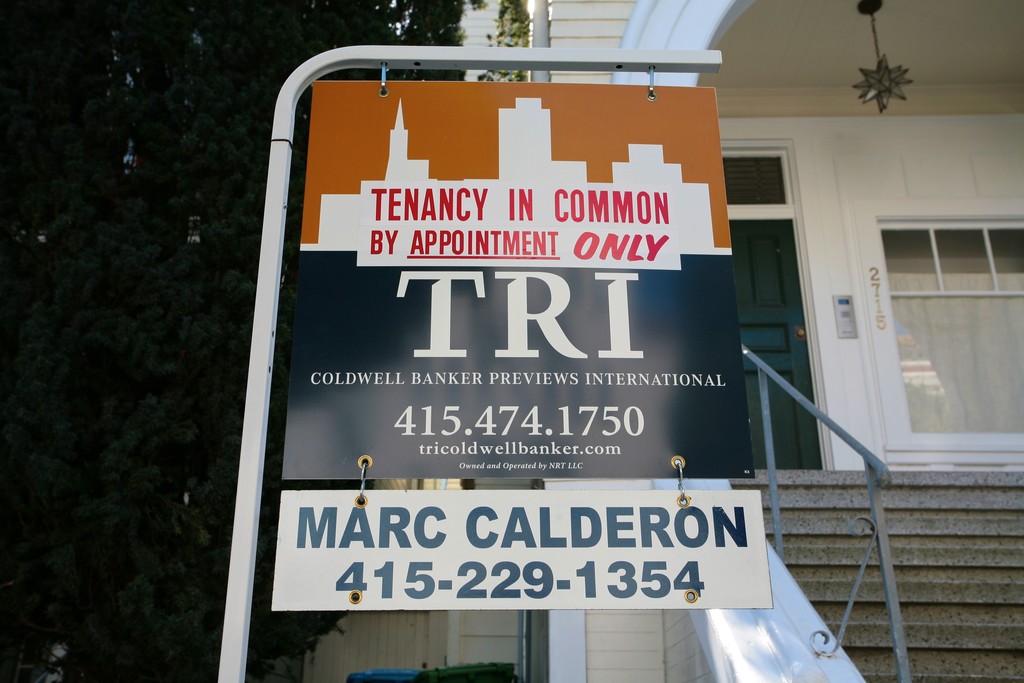 TENANCY IN COMMON
BY APPOINTMENT ONLY
TRI
COLDWELL BANKER PREVIEWS INTERNATIONAL
415.474.1750
tricoldwellbanker.com
Owned and Operated by NRT LLC
MARC CALDERON
415-229-1354
2715